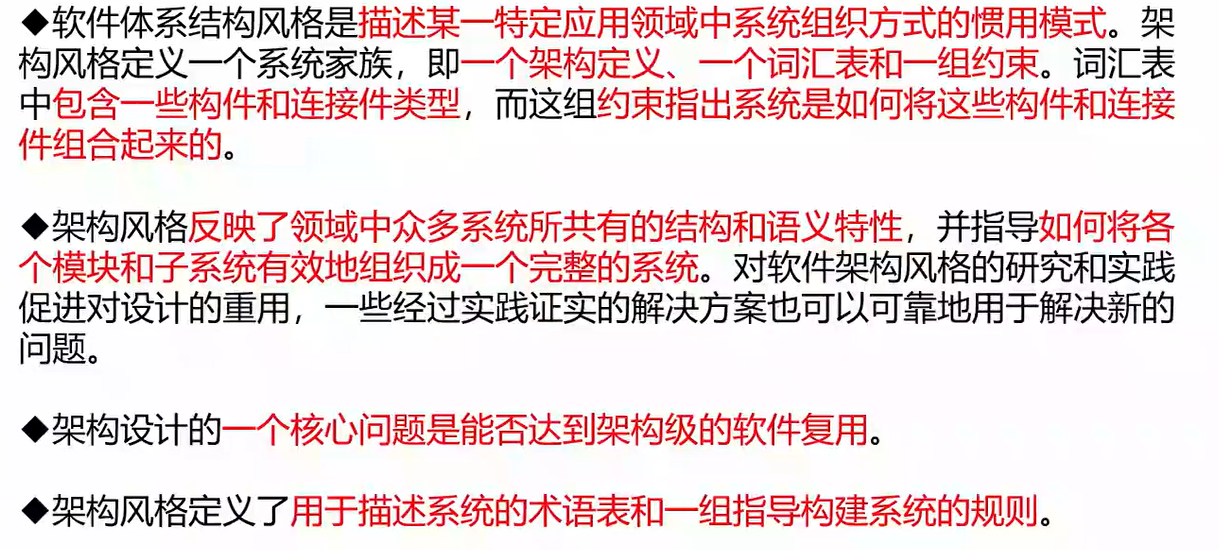 ◆软件体系结构风格是描述某一特定应用领域中系统组织方式的惯用模式。架
构风格定义一个系统家族，即一个架构定义、一个词汇表和一组约束。词汇表
中包含一些构件和连接件类型，而这组约束指出系统是如何将这些构件和连接
件组合起来的。
◆架构风格反映了领域中众多系统所共有的结构和语义特性，并指导如何将各
个模块和子系统有效地组织成一个完整的系统。对软件架构风格的研究和实践
促进对设计的重用，一些经过实践证实的解决方案也可以可靠地用于解决新的
问题。
◆架构设计的一个核心问题是能否达到架构级的软件复用。
◆架构风格定义了用于描述系统的术语表和一组指导构建系统的规则。